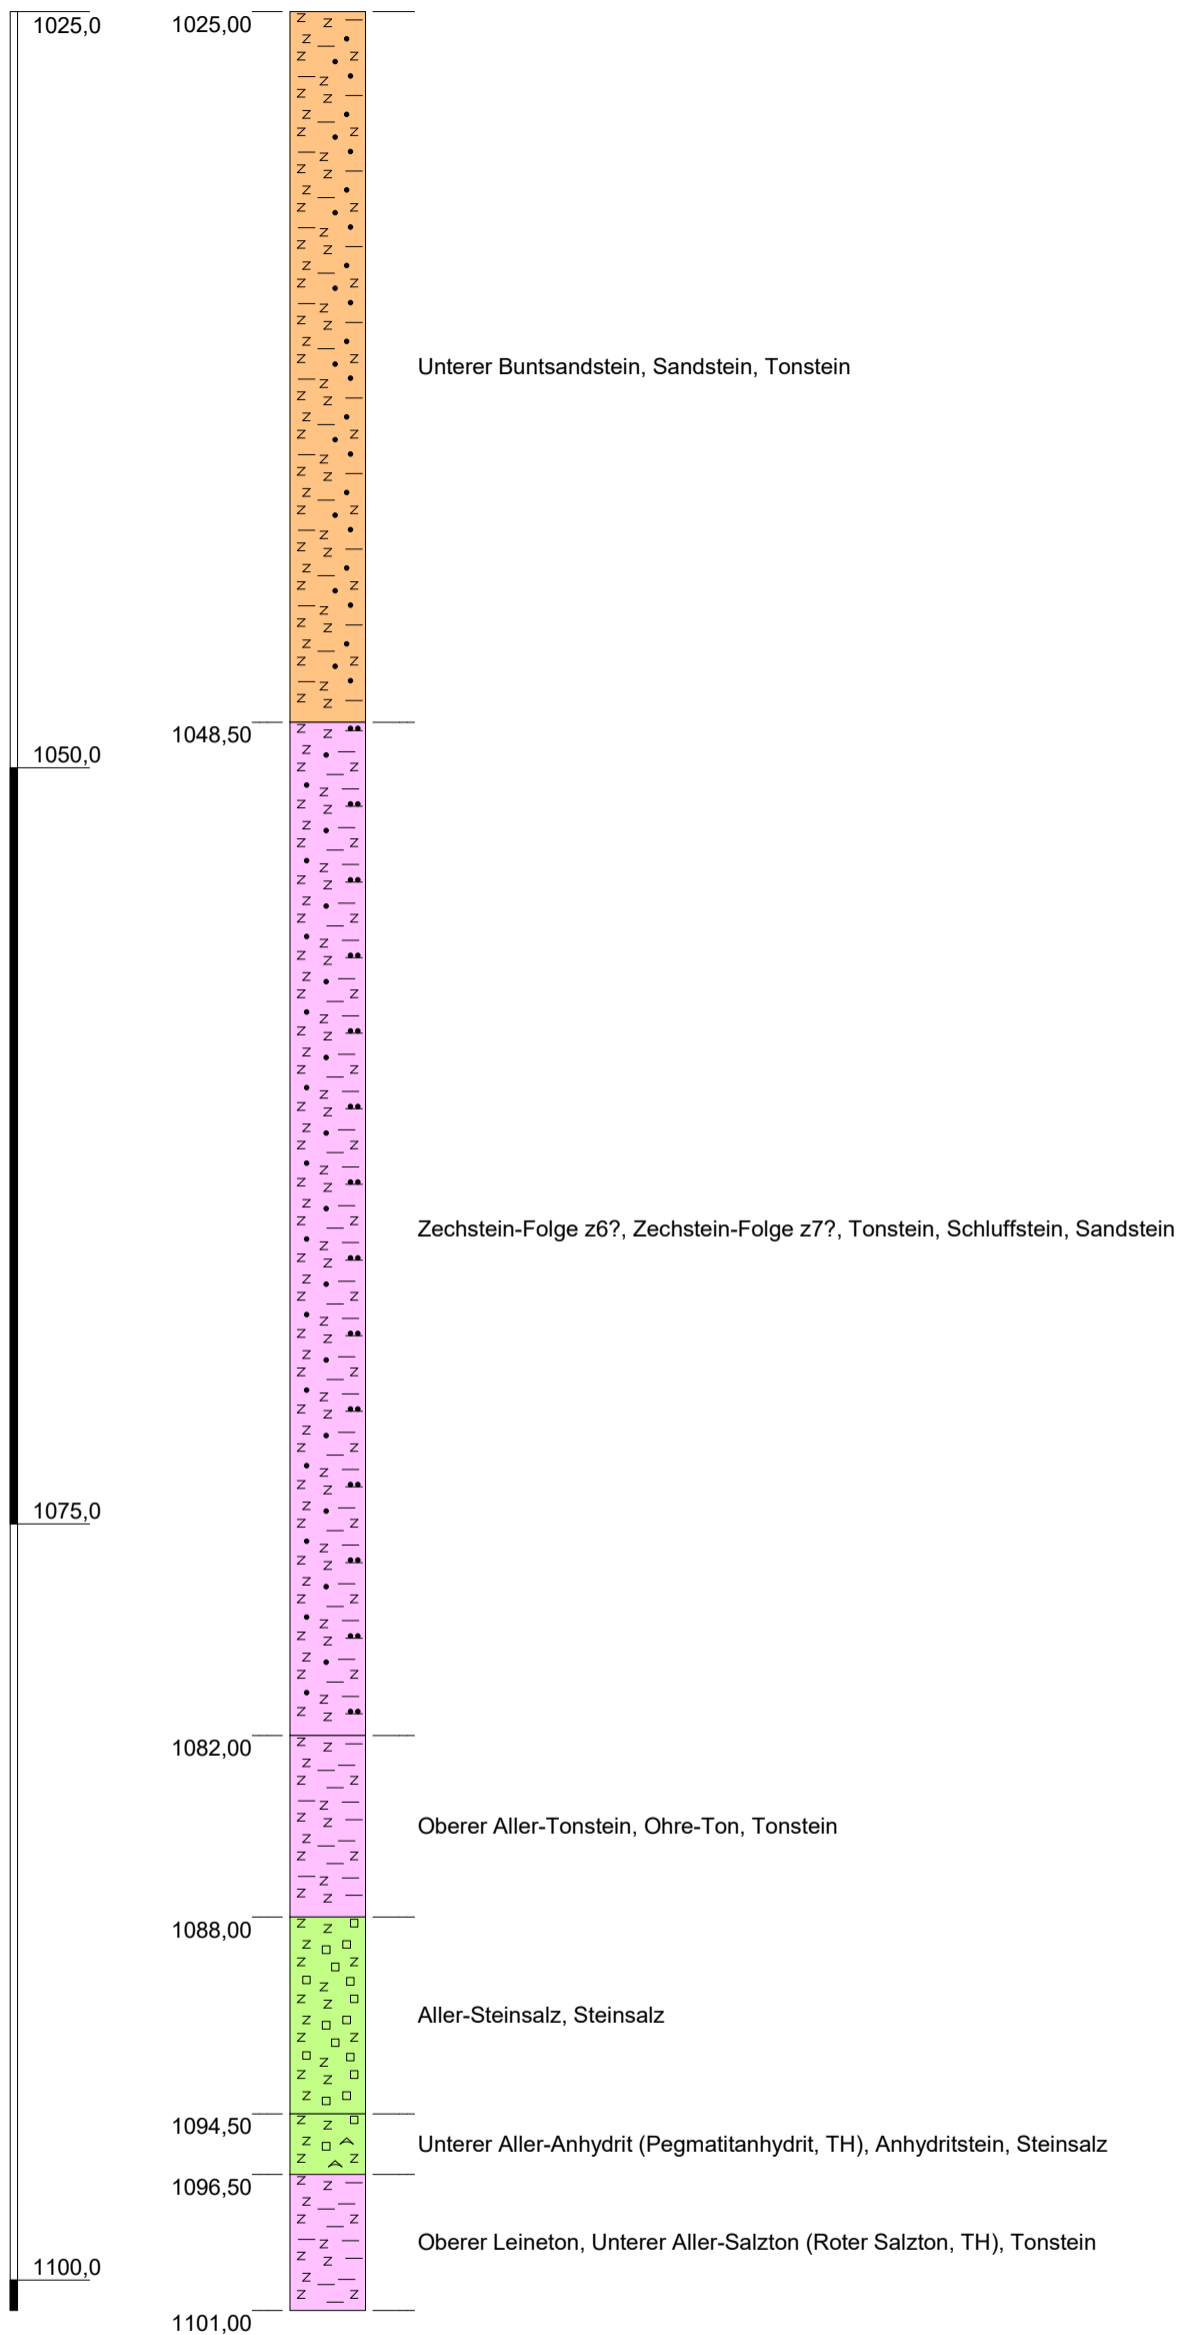 1025,0
1025,00
Unterer Buntsandstein, Sandstein, Tonstein
1048,50
1050,0
Zechstein-Folge z6?, Zechstein-Folge z7?, Tonstein, Schluffstein, Sandstein
1075,0
1082,00
Oberer Aller-Tonstein, Ohre-Ton, Tonstein
1088,00
Aller-Steinsalz, Steinsalz
1094,50
Unterer Aller-Anhydrit (Pegmatitanhydrit, TH), Anhydritstein, Steinsalz
1096,50
Oberer Leineton, Unterer Aller-Salzton (Roter Salzton, TH), Tonstein
1100,0
1101,00